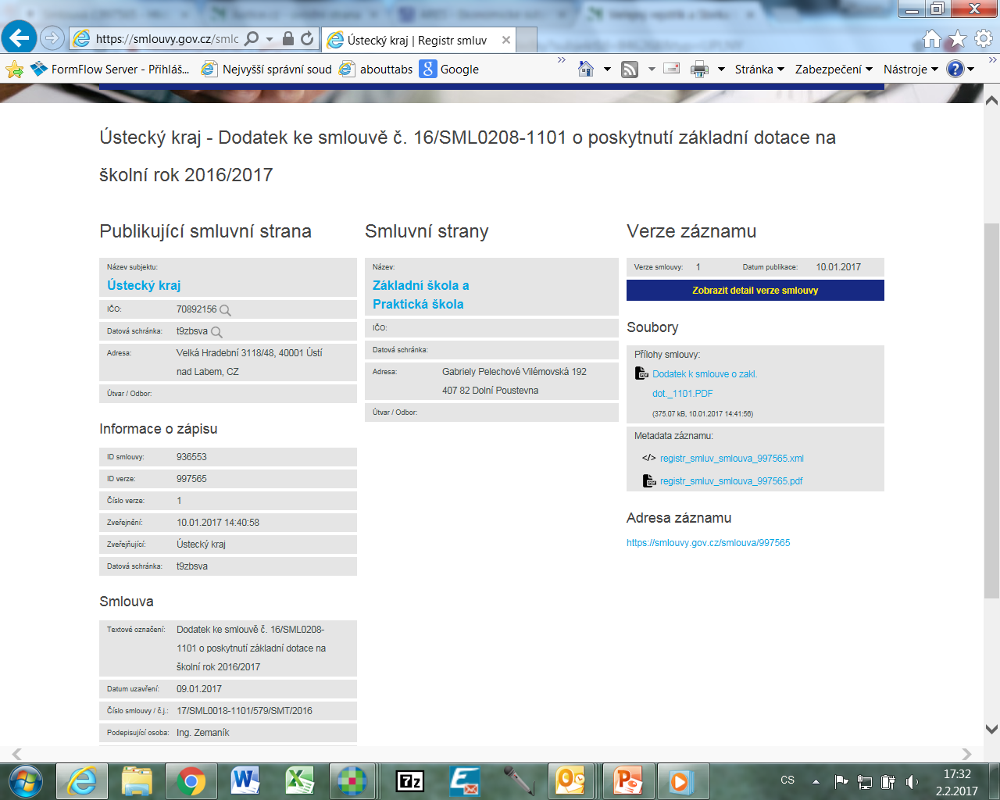 https://smlouvy.gov.cz/smlc
Ústecký kraj | Registr smluv
FormFlow Server - Přihláš...
Nejvyšší správní soud
abouttabs
Google
Stránka
Zabezpečení
Nástroje
Ústecký kraj - Dodatek ke smlouvě č. 16/SML0208-1101 o poskytnutí základní dotace na
školní rok 2016/2017
Publikující smluvní strana
Název subjektu:
Ústecký kraj
IČO: 70892156
Datová schránka: t9zbsva
Adresa: Velká Hradební 3118/48, 40001 Ústí
nad Labem, CZ
Útvar / Odbor:
Informace o zápisu
ID smlouvy: 936553
ID verze: 997565
Číslo verze: 1
Zveřejnění: 10.01.2017 14:40:58
Zveřejňující: Ústecký kraj
Datová schránka: t9zbsva
Smlouva
Textové označení: Dodatek ke smlouvě č. 16/SML0208-
1101 o poskytnutí základní dotace na
školní rok 2016/2017
Datum uzavření: 09.01.2017
Číslo smlouvy / č.j.: 17/SML0018-1101/579/SMT/2016
Podepisující osoba: Ing. Zemaník
Smluvní strany
Název:
Základní škola a
Praktická škola
IČO:
Datová schránka:
Adresa: Gabriely Pelechové Vilémovská 192
407 82 Dolní Poustevna
Útvar / Odbor:
Verze záznamu
Verze smlouvy: 1 Datum publikace: 10.01.2017
Zobrazit detail verze smlouvy
Soubory
Přílohy smlouvy:
Dodatek k smlouve o zakl.
dot._1101.PDF
(375.07 kB, 10.01.2017 14:41:56)
Metadata záznamu:
</> registr_smluv_smlouva_997565.xml
registr_smluv_smlouva_997565.pdf
Adresa záznamu
https://smlouvy.gov.cz/smlouva/997565
CS
17:32
2.2.2017